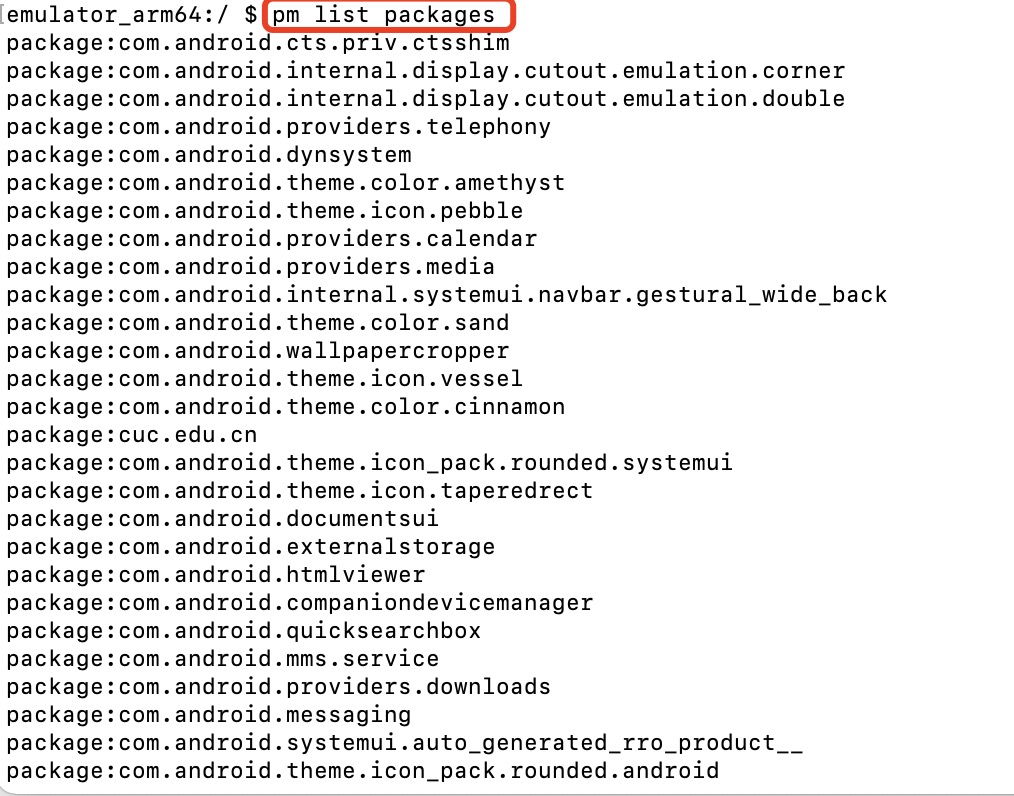 [emulator_arm64:/ $ pm list packages
package:com.android.cts.priv.ctsshim
package:com.android.internal.display.cutout.emulation.corner
package:com.android.internal.display.cutout.emulation.double
package:com.android.providers.telephony
package:com.android.dynsystem
package:com.android.theme.color.amethyst
package:com.android.theme.icon.pebble
package:com.android.providers.calendar
package:com.android.providers.media
package:com.android.internal.systemui.navbar.gestural_wide_back
package:com.android.theme.color.sand
package:com.android.wallpapercropper
package:com.android.theme.icon.vessel
package:com.android.theme.color.cinnamon
package:cuc.edu.cn
package:com.android.theme.icon_pack.rounded.systemui
package:com.android.theme.icon.taperedrect
package:com.android.documentsui
package:com.android.externalstorage
package:com.android.htmlviewer
package:com.android.companiondevicemanager
package:com.android.quicksearchbox
package:com.android.mms.service
package:com.android.providers.downloads
package:com.android.messaging
package:com.android.systemui.auto_generated_rro_product__
package:com.android.theme.icon_pack.rounded.android